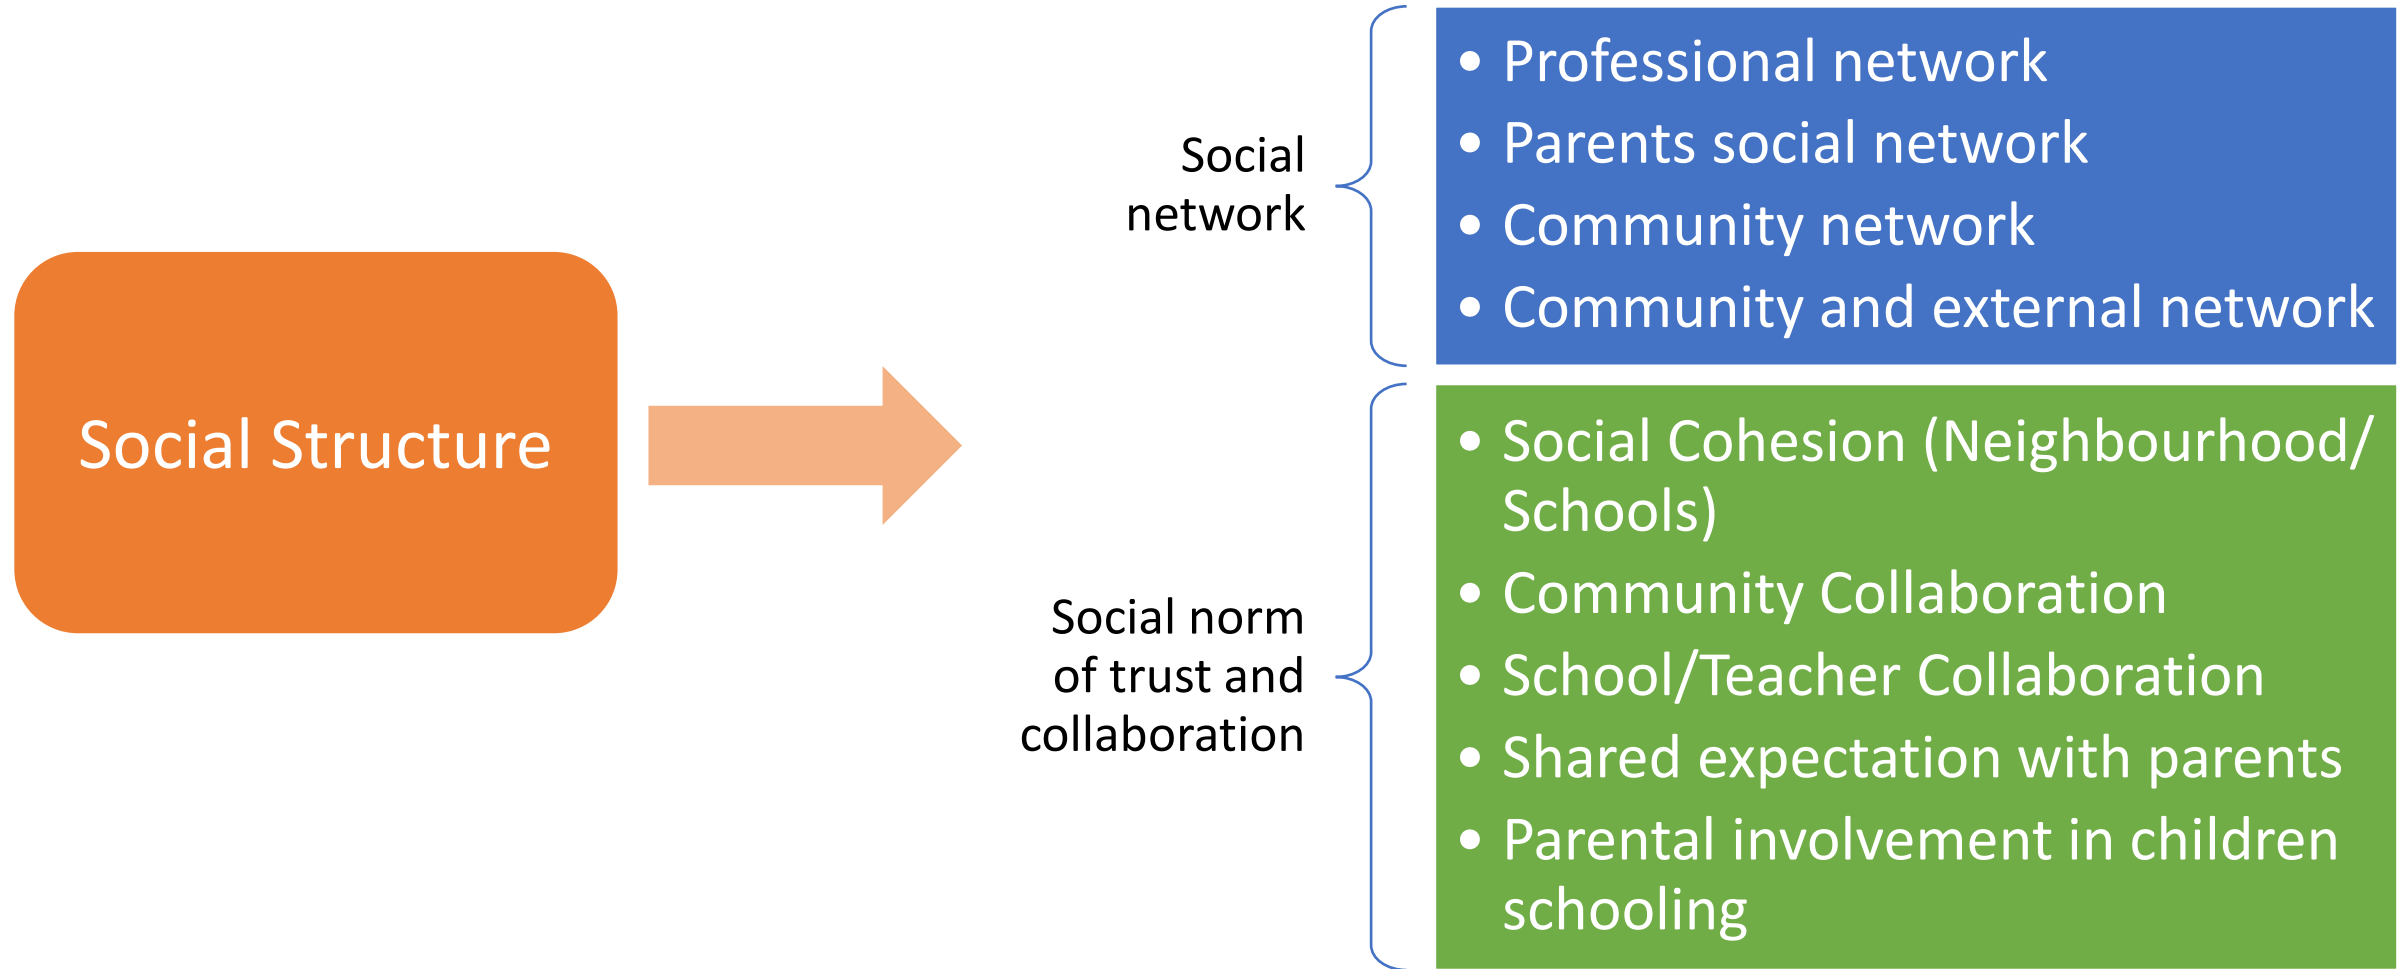 Social Structure
Social
network
• Professional network
• Parents social network
• Community network
• Community and external network
Social norm
of trust and
collaboration
• Social Cohesion (Neighbourhood/
Schools)
• Community Collaboration
• School/Teacher Collaboration
• Shared expectation with parents
• Parental involvement in children
schooling